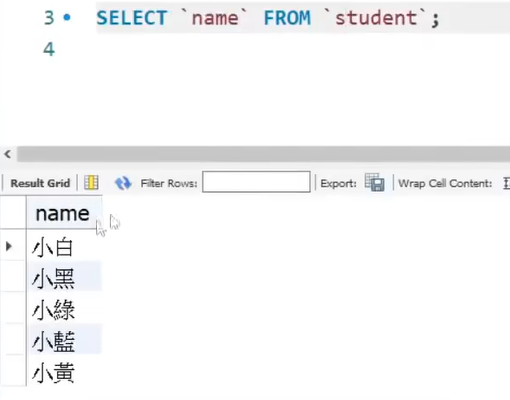 3 SELECT `name` FROM `student`;
4
Result Grid Filter Rows: Export: Wrap Cell Content:
name
小白
小黑
小綠
小藍
小黃